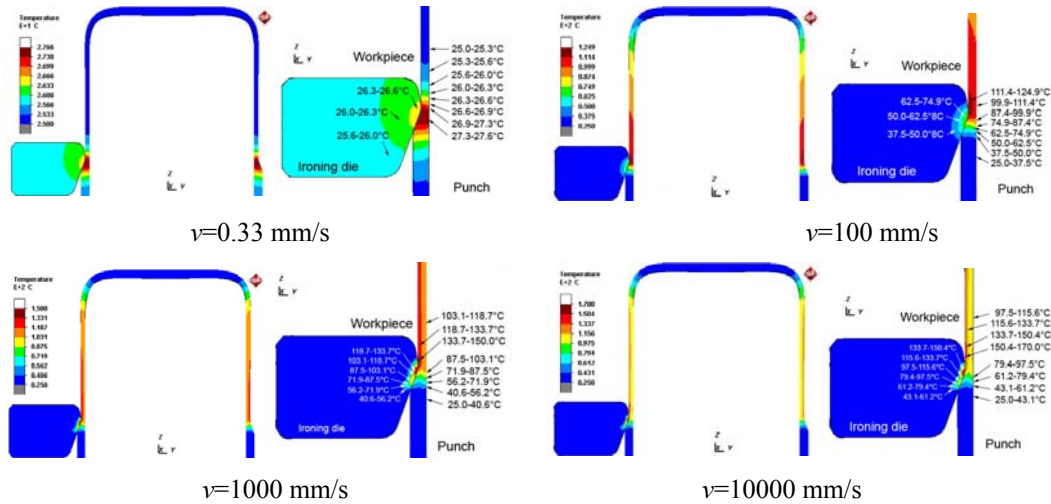 Temperature
E+1 C
2.766
2.730
2.699
2.666
2.633
2.600
2.566
2.533
2.500
Z
Y
Z
Y
Workpiece
25.0-25.3°C
25.3-25.6°C
25.6-26.0°C
26.0-26.3°C
26.3-26.6°C
26.6-26.9°C
26.9-27.3°C
27.3-27.6°C
26.3-26.6°C
26.0-26.3°C
25.6-26.0°C
Ironing die
Punch
v=0.33 mm/s
Temperature
E+2 C
1.249
1.114
0.999
0.874
0.749
0.625
0.500
0.375
0.250
Z
Y
Z
Y
Workpiece
111.4-124.9°C
99.9-111.4°C
87.4-99.9°C
74.9-87.4°C
62.5-74.9°C
50.0-62.5°C
37.5-50.0°C
25.0-37.5°C
62.5-74.9°C
50.0-62.5°8C
37.5-50.0°8C
Ironing die
Punch
v=100 mm/s
Temperature
E+2 C
1.500
1.331
1.187
1.031
0.875
0.719
0.562
0.406
0.250
Z
Y
Z
Y
Workpiece
103.1-118.7°C
118.7-133.7°C
133.7-150.0°C
87.5-103.1°C
71.9-87.5°C
56.2-71.9°C
40.6-56.2°C
25.0-40.6°C
118.7-133.7°C
103.1-118.7°C
87.5-103.1°C
71.9-87.5°C
56.2-71.9°C
40.6-56.2°C
Ironing die
Punch
v=1000 mm/s
Temperature
E+2 C
1.700
1.504
1.337
1.156
0.975
0.794
0.612
0.431
0.250
Z
Y
Z
Y
Workpiece
97.5-115.6°C
115.6-133.7°C
133.7-150.4°C
150.4-170.0°C
79.4-97.5°C
61.2-79.4°C
43.1-61.2°C
25.0-43.1°C
133.7-150.4°C
115.6-133.7°C
97.5-115.6°C
79.4-97.5°C
61.2-79.4°C
43.1-61.2°C
Ironing die
Punch
v=10000 mm/s